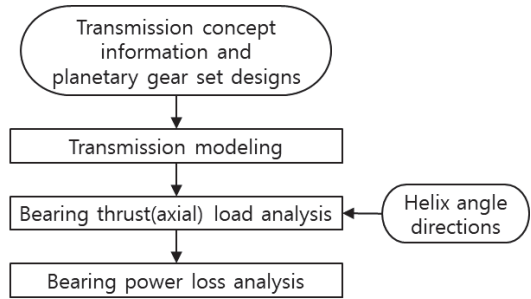 Transmission concept
information and
planetary gear set designs
Transmission modeling
Bearing thrust(axial) load analysis
Helix angle
directions
Bearing power loss analysis